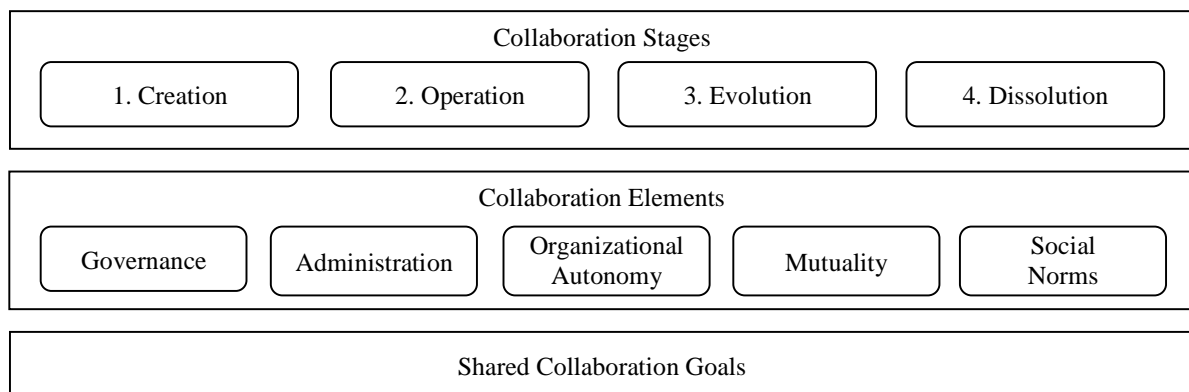 Collaboration Stages
1. Creation
2. Operation
3. Evolution
4. Dissolution
Collaboration Elements
Governance
Administration
Organizational
Autonomy
Mutuality
Social
Norms
Shared Collaboration Goals